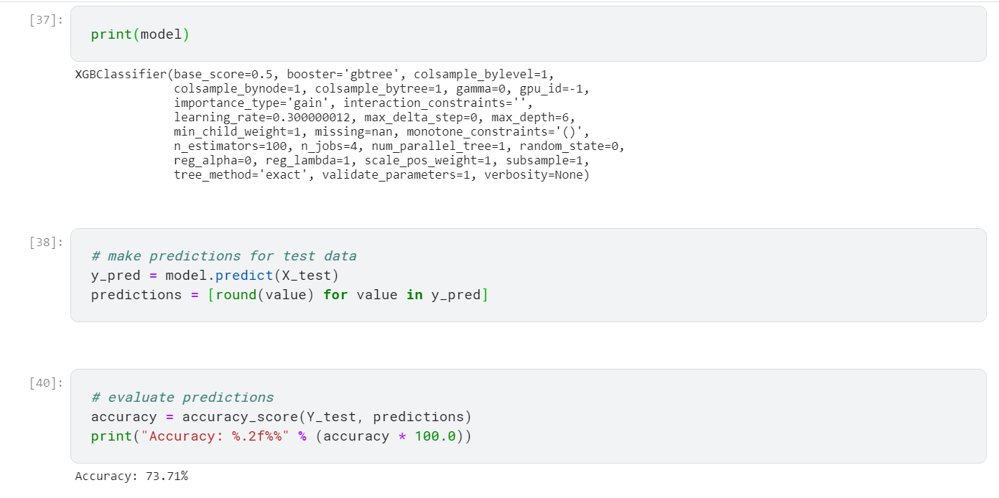 [37]:
print(model)
XGBClassifier(base_score=0.5, booster='gbtree', colsample_bylevel=1,
colsample_bynode=1, colsample_bytree=1, gamma=0, gpu_id=-1,
importance_type='gain', interaction_constraints='',
learning_rate=0.300000012, max_delta_step=0, max_depth=6,
min_child_weight=1, missing=nan, monotone_constraints='()',
n_estimators=100, n_jobs=4, num_parallel_tree=1, random_state=0,
reg_alpha=0, reg_lambda=1, scale_pos_weight=1, subsample=1,
tree_method='exact', validate_parameters=1, verbosity=None)
[38]:
# make predictions for test data
y_pred = model.predict(X_test)
predictions = [round(value) for value in y_pred]
[40]:
# evaluate predictions
accuracy = accuracy_score(Y_test, predictions)
print("Accuracy: %.2f%%" % (accuracy * 100.0))
Accuracy: 73.71%